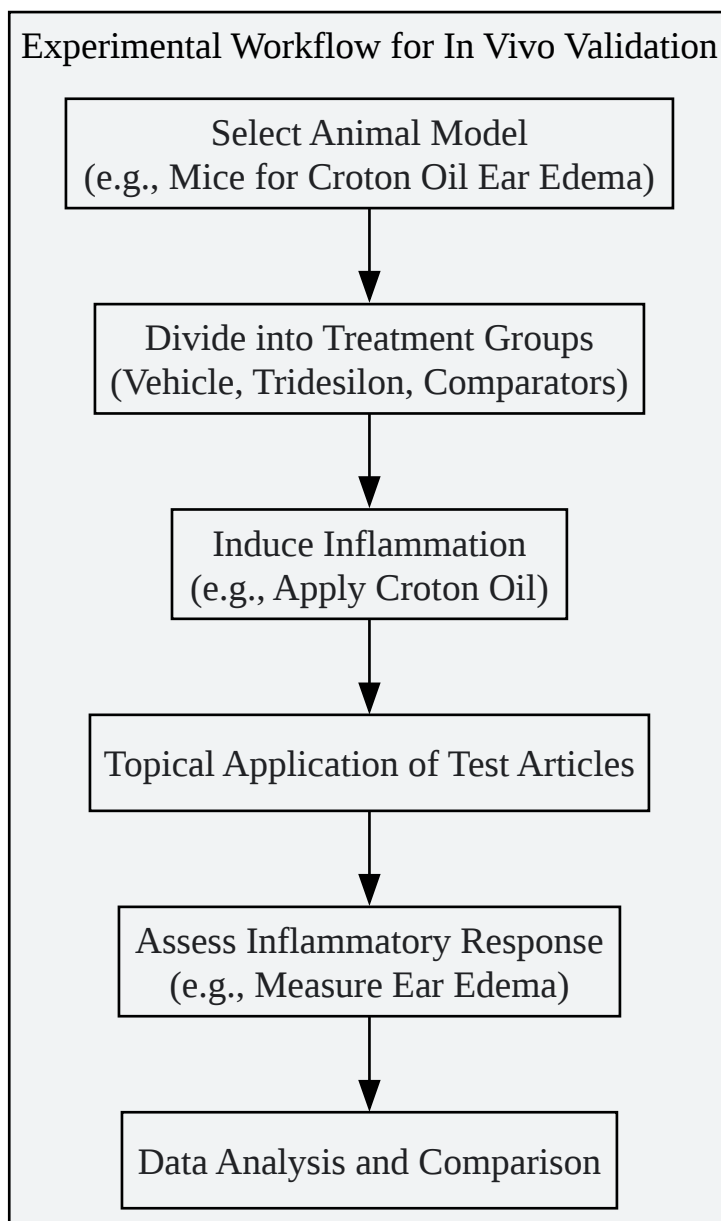 Experimental Workflow for In Vivo Validation
Select Animal Model
(e.g., Mice for Croton Oil Ear Edema)
Divide into Treatment Groups
(Vehicle, Tridesilon, Comparators)
Induce Inflammation
(e.g., Apply Croton Oil)
Topical Application of Test Articles
Assess Inflammatory Response
(e.g., Measure Ear Edema)
Data Analysis and Comparison